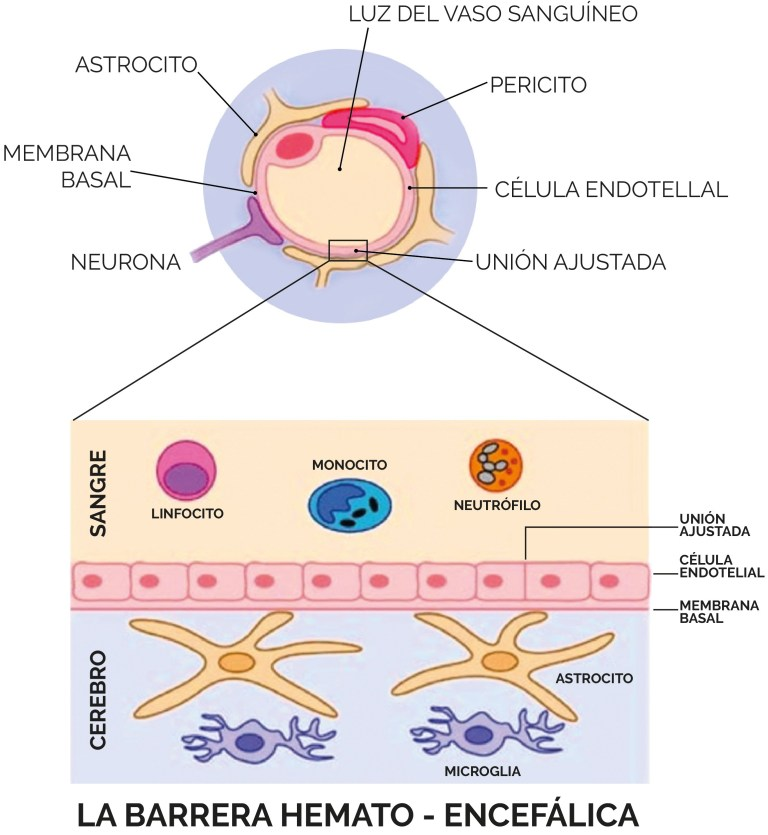 LUZ DEL VASO SANGUÍNEO
ASTROCITO
PERICITO
MEMBRANA
BASAL
CÉLULA ENDOTELLAL
NEURONA
UNIÓN AJUSTADA
SANGRE
LINFOCITO
MONOCITO
NEUTRÓFILO
UNIÓN
AJUSTADA
CÉLULA
ENDOTELIAL
MEMBRANA
BASAL
CEREBRO
ASTROCITO
MICROGLIA
LA BARRERA HEMATO - ENCEFÁLICA